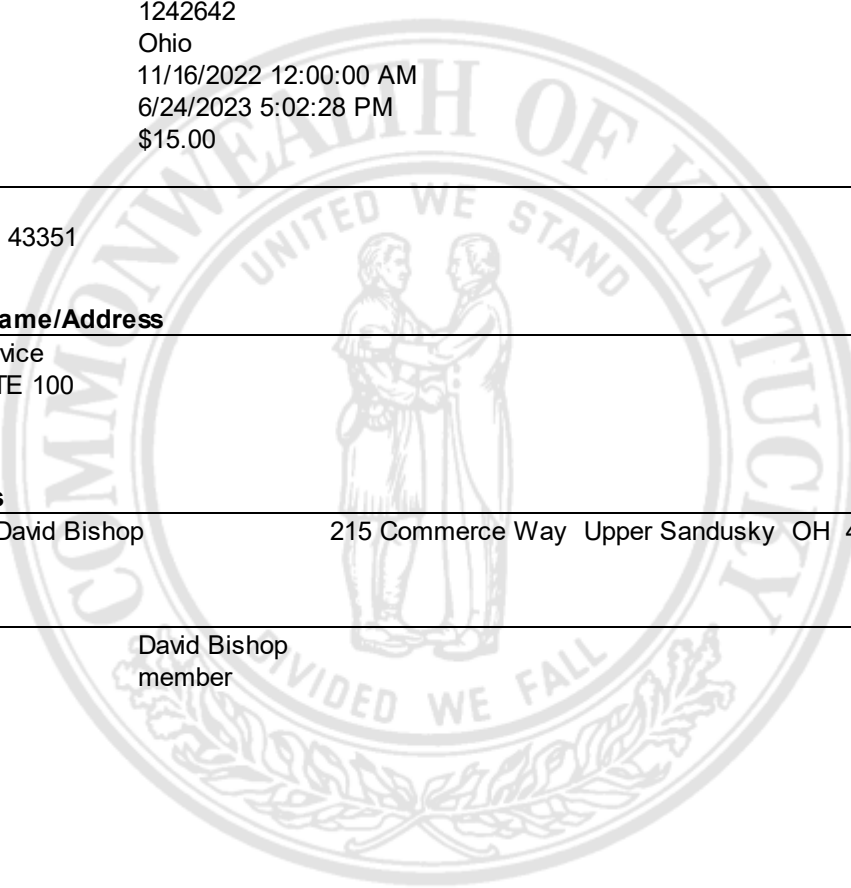 1242642
Ohio
11/16/2022 12:00:00 AM
6/24/2023 5:02:28 PM
$15.00
43351
ame/Address
vice
TE 100
s
David Bishop 215 Commerce Way Upper Sandusky OH 4
David Bishop
member
COMMONWEALTH OF KENTUCKY
UNITED WE STAND
DIVIDED WE FALL